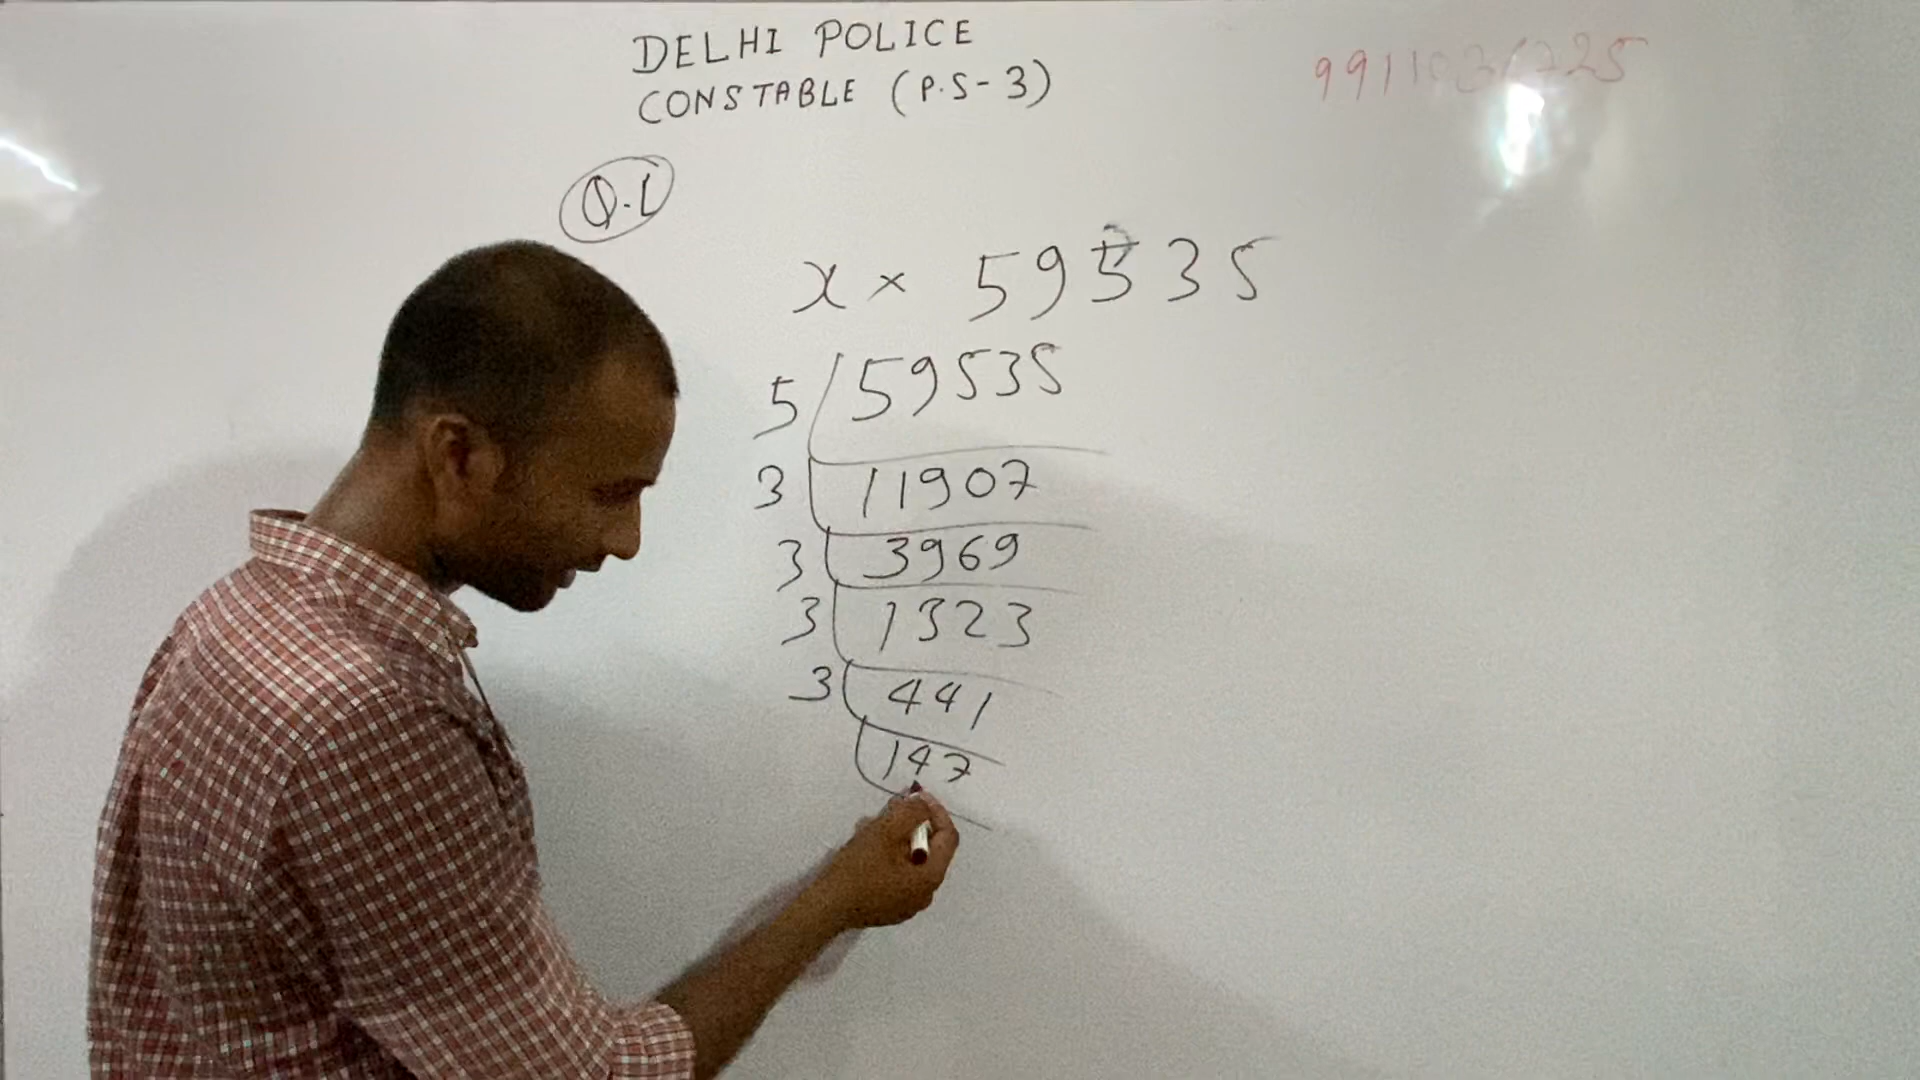 DELHI POLICE
CONSTABLE (P.S-3)
Q.1
x × 59535
5 59535
3 11907
3 3969
3 1323
3 441
147